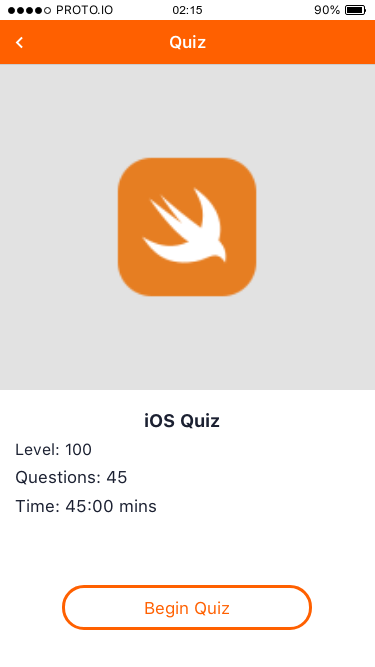 PROTO.IO 02:15 90%
Quiz
iOS Quiz
Level: 100
Questions: 45
Time: 45:00 mins
Begin Quiz